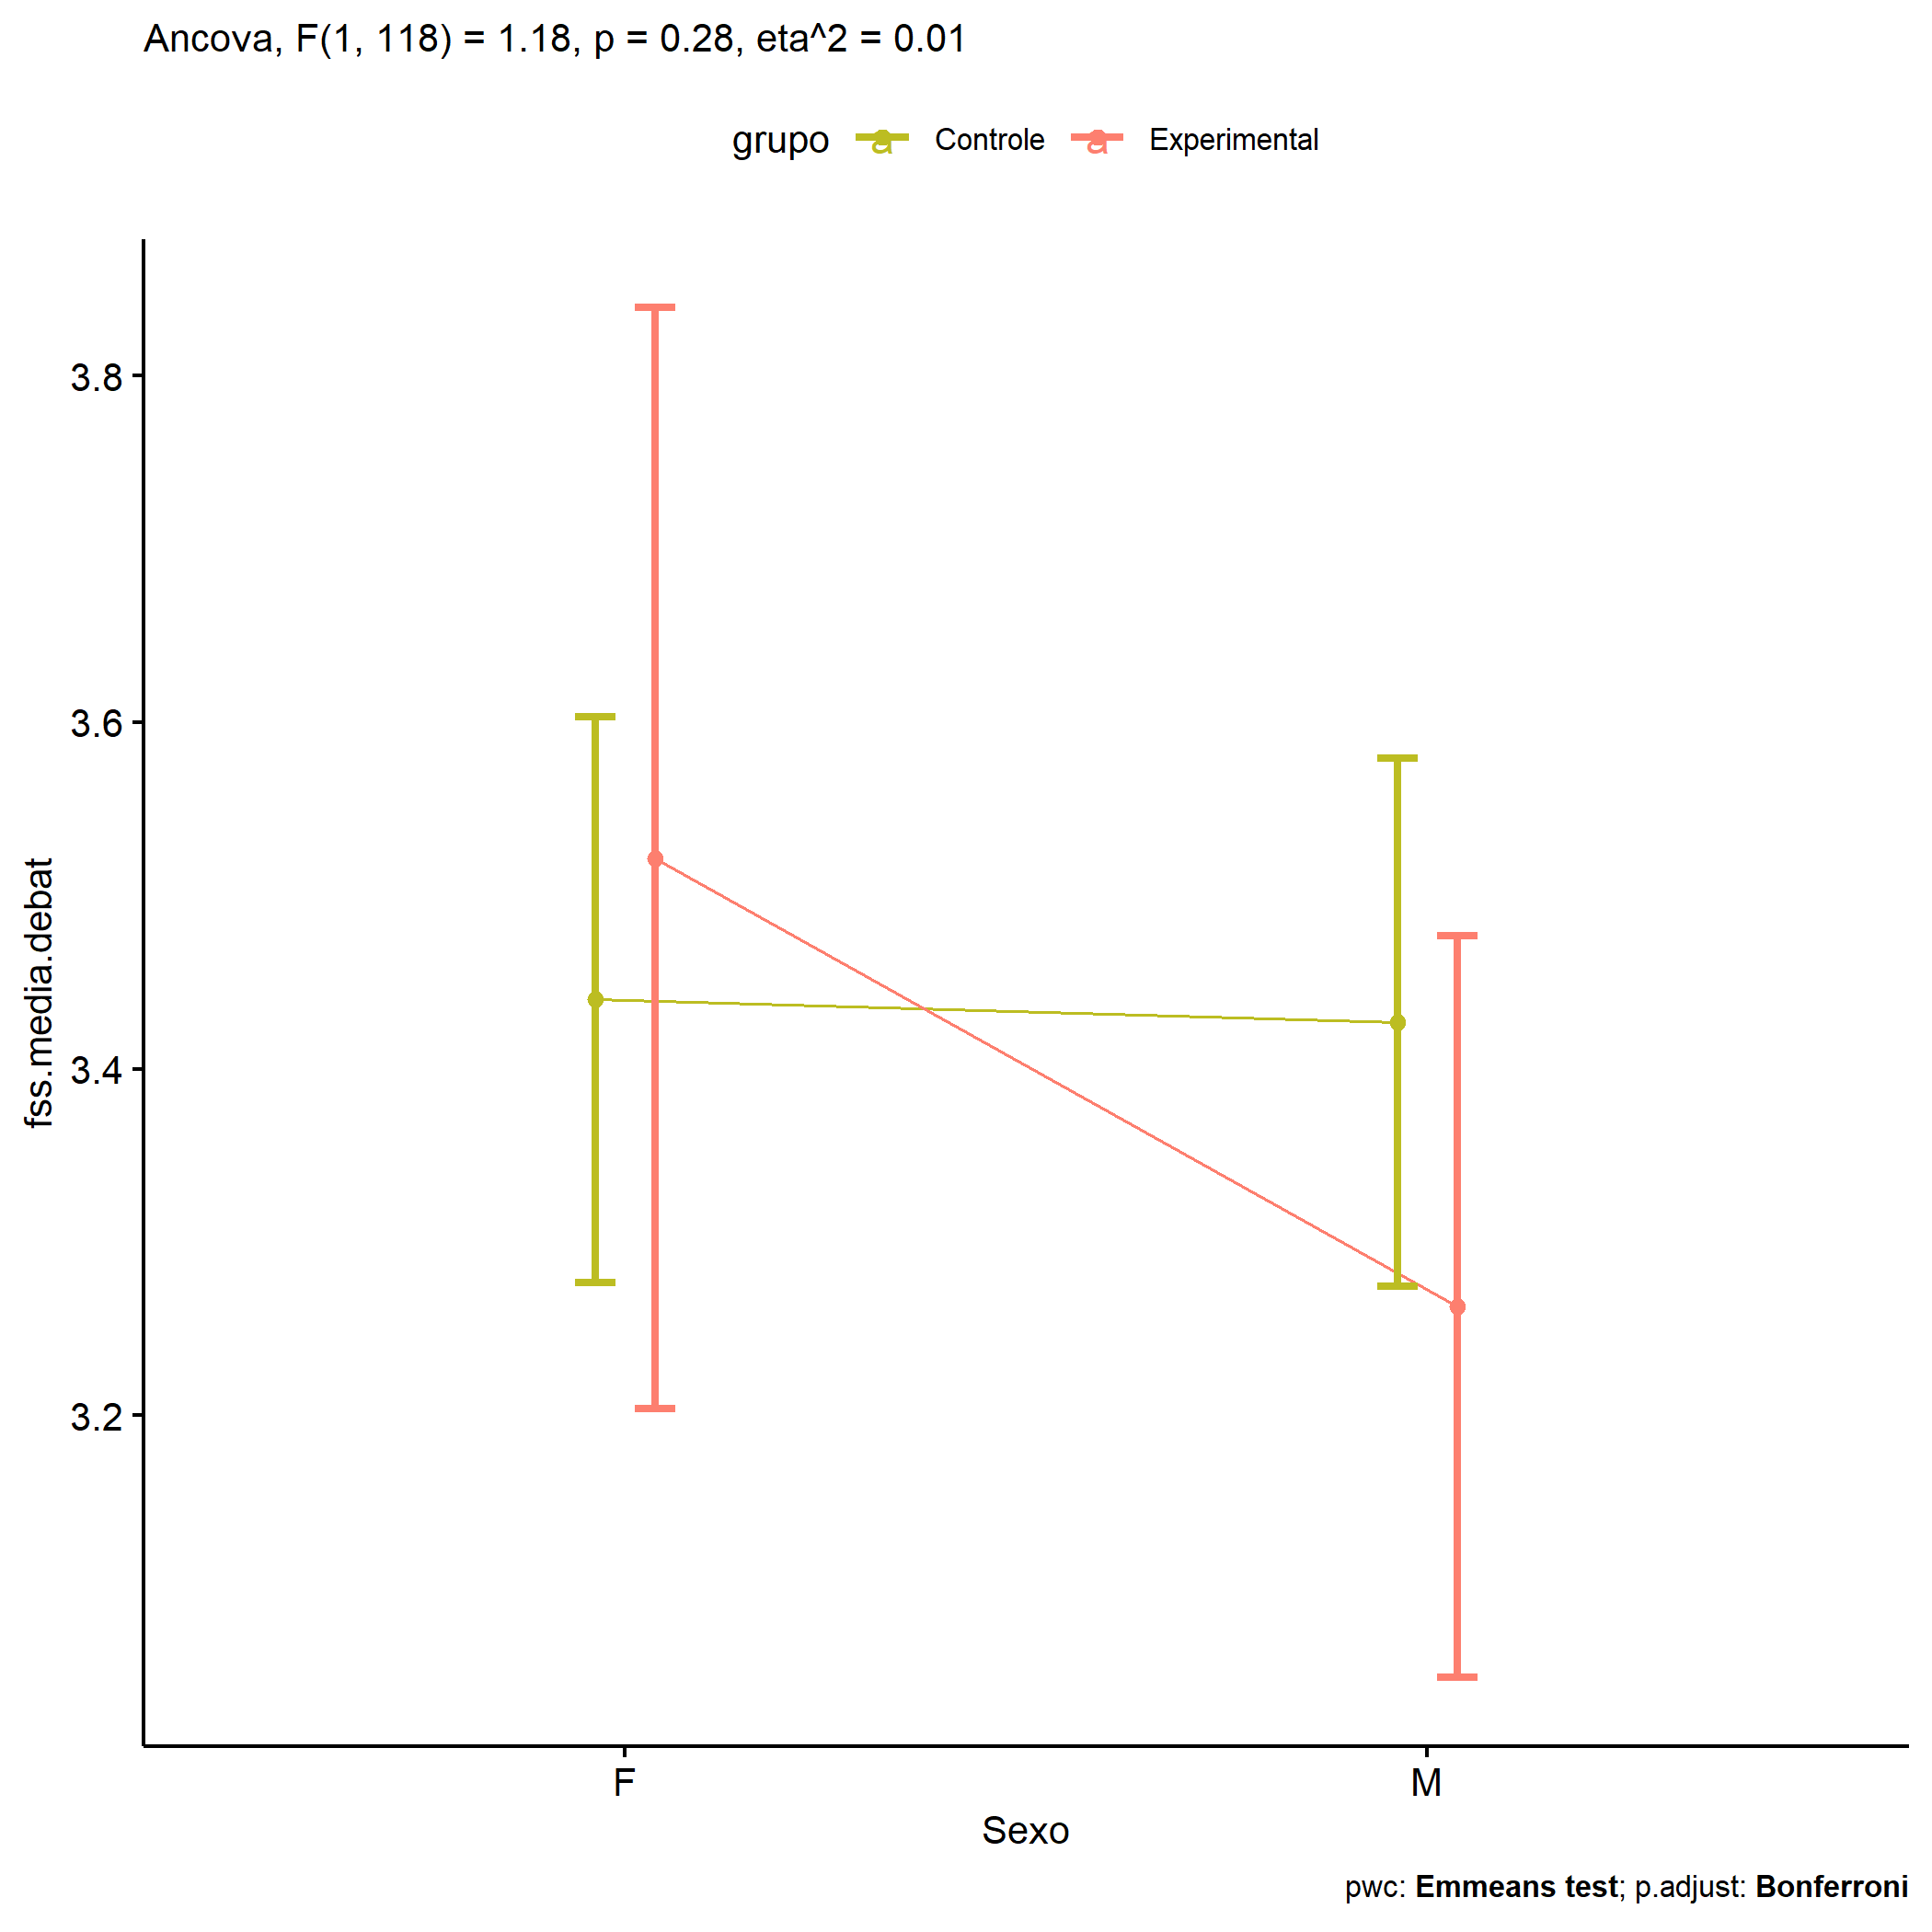 Ancova, F(1, 118) = 1.18, p = 0.28, eta^2 = 0.01
grupo a Controle a Experimental
3.8
3.6
3.4
3.2
fss.media.debat
F M
Sexo
pwc: Emmeans test; p.adjust: Bonferroni